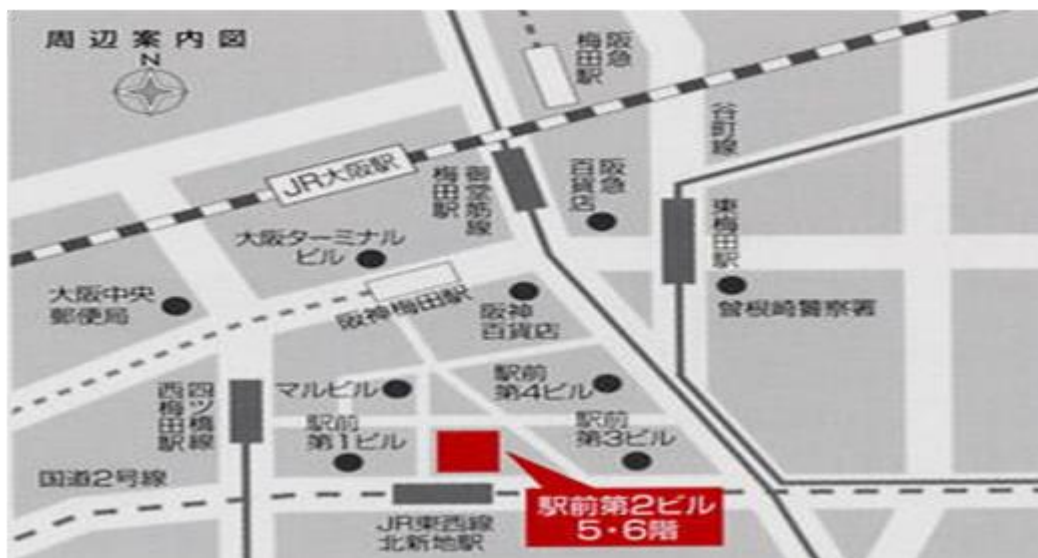 周辺案内図
N
阪急
梅田駅
谷町線
JR大阪駅
御堂筋線
梅田駅
阪急
百貨店
東梅田駅
大阪ターミナル
ビル
大阪中央
郵便局
阪神梅田駅
阪神
百貨店
曽根崎警察署
四ツ橋線
西梅田駅
マルビル
駅前
第4ビル
駅前
第1ビル
駅前
第3ビル
国道2号線
駅前第2ビル
5・6階
JR東西線
北新地駅